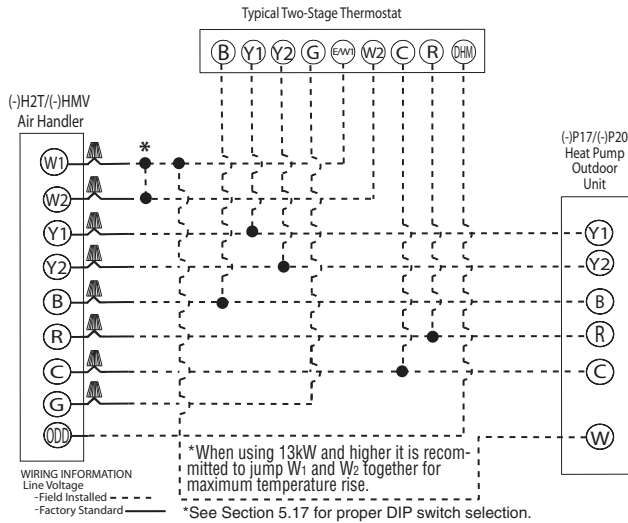 Typical Two-Stage Thermostat
B Y1 Y2 G E/W1 W2 C R DHM
(-)H2T/(-)HMV
Air Handler
(-)P17/(-)P20
Heat Pump
Outdoor
Unit
*
W1
W2
Y1
Y2
B
R
C
G
ODD
Y1
Y2
B
R
C
W
*When using 13kW and higher it is recom-
mitted to jump W1 and W2 together for
maximum temperature rise.
WIRING INFORMATION
Line Voltage
-Field Installed
-Factory Standard
*See Section 5.17 for proper DIP switch selection.